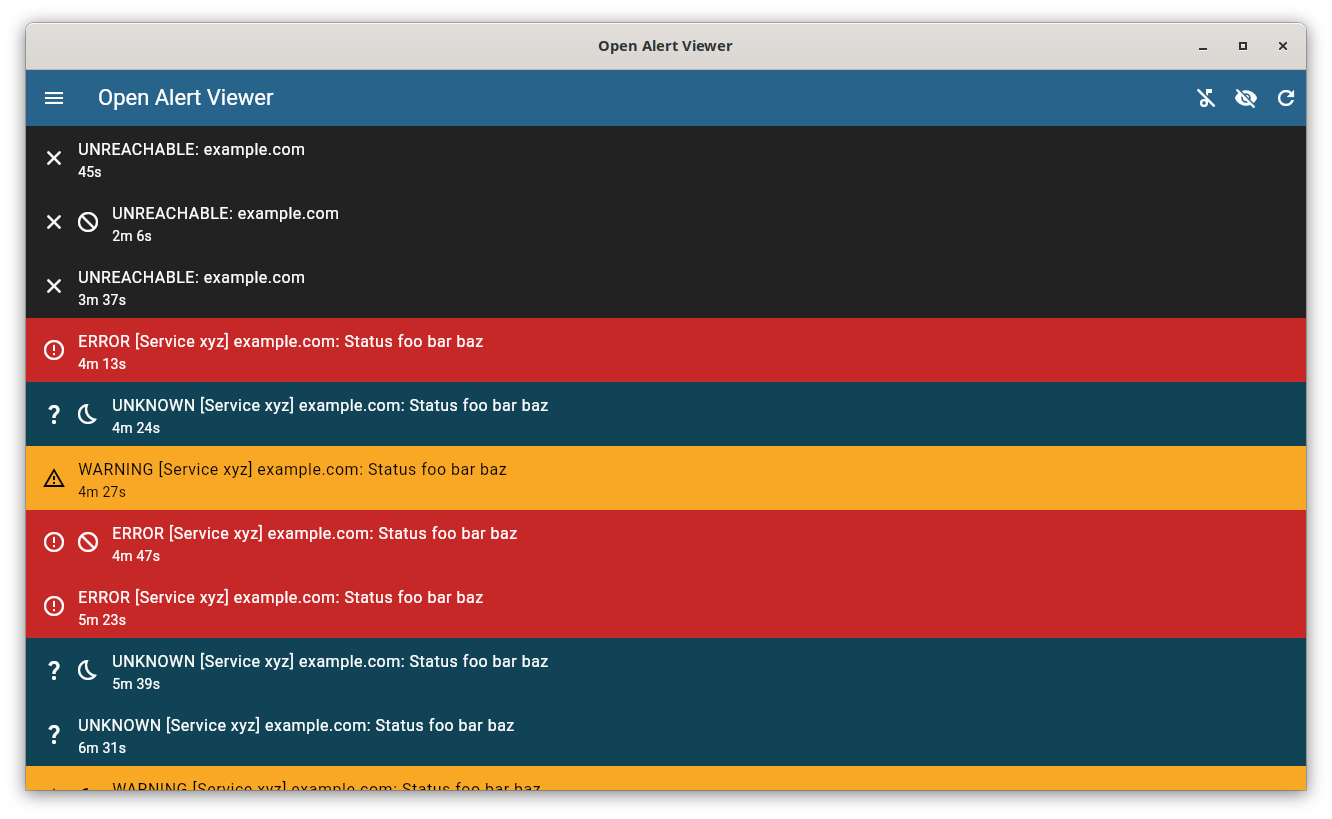 Open Alert Viewer
Open Alert Viewer
UNREACHABLE: example.com
45s
UNREACHABLE: example.com
2m 6s
UNREACHABLE: example.com
3m 37s
ERROR [Service xyz] example.com: Status foo bar baz
4m 13s
UNKNOWN [Service xyz] example.com: Status foo bar baz
4m 24s
WARNING [Service xyz] example.com: Status foo bar baz
4m 27s
ERROR [Service xyz] example.com: Status foo bar baz
4m 47s
ERROR [Service xyz] example.com: Status foo bar baz
5m 23s
UNKNOWN [Service xyz] example.com: Status foo bar baz
5m 39s
UNKNOWN [Service xyz] example.com: Status foo bar baz
6m 31s
WARNING [Service xyz] example.com: Status foo bar baz